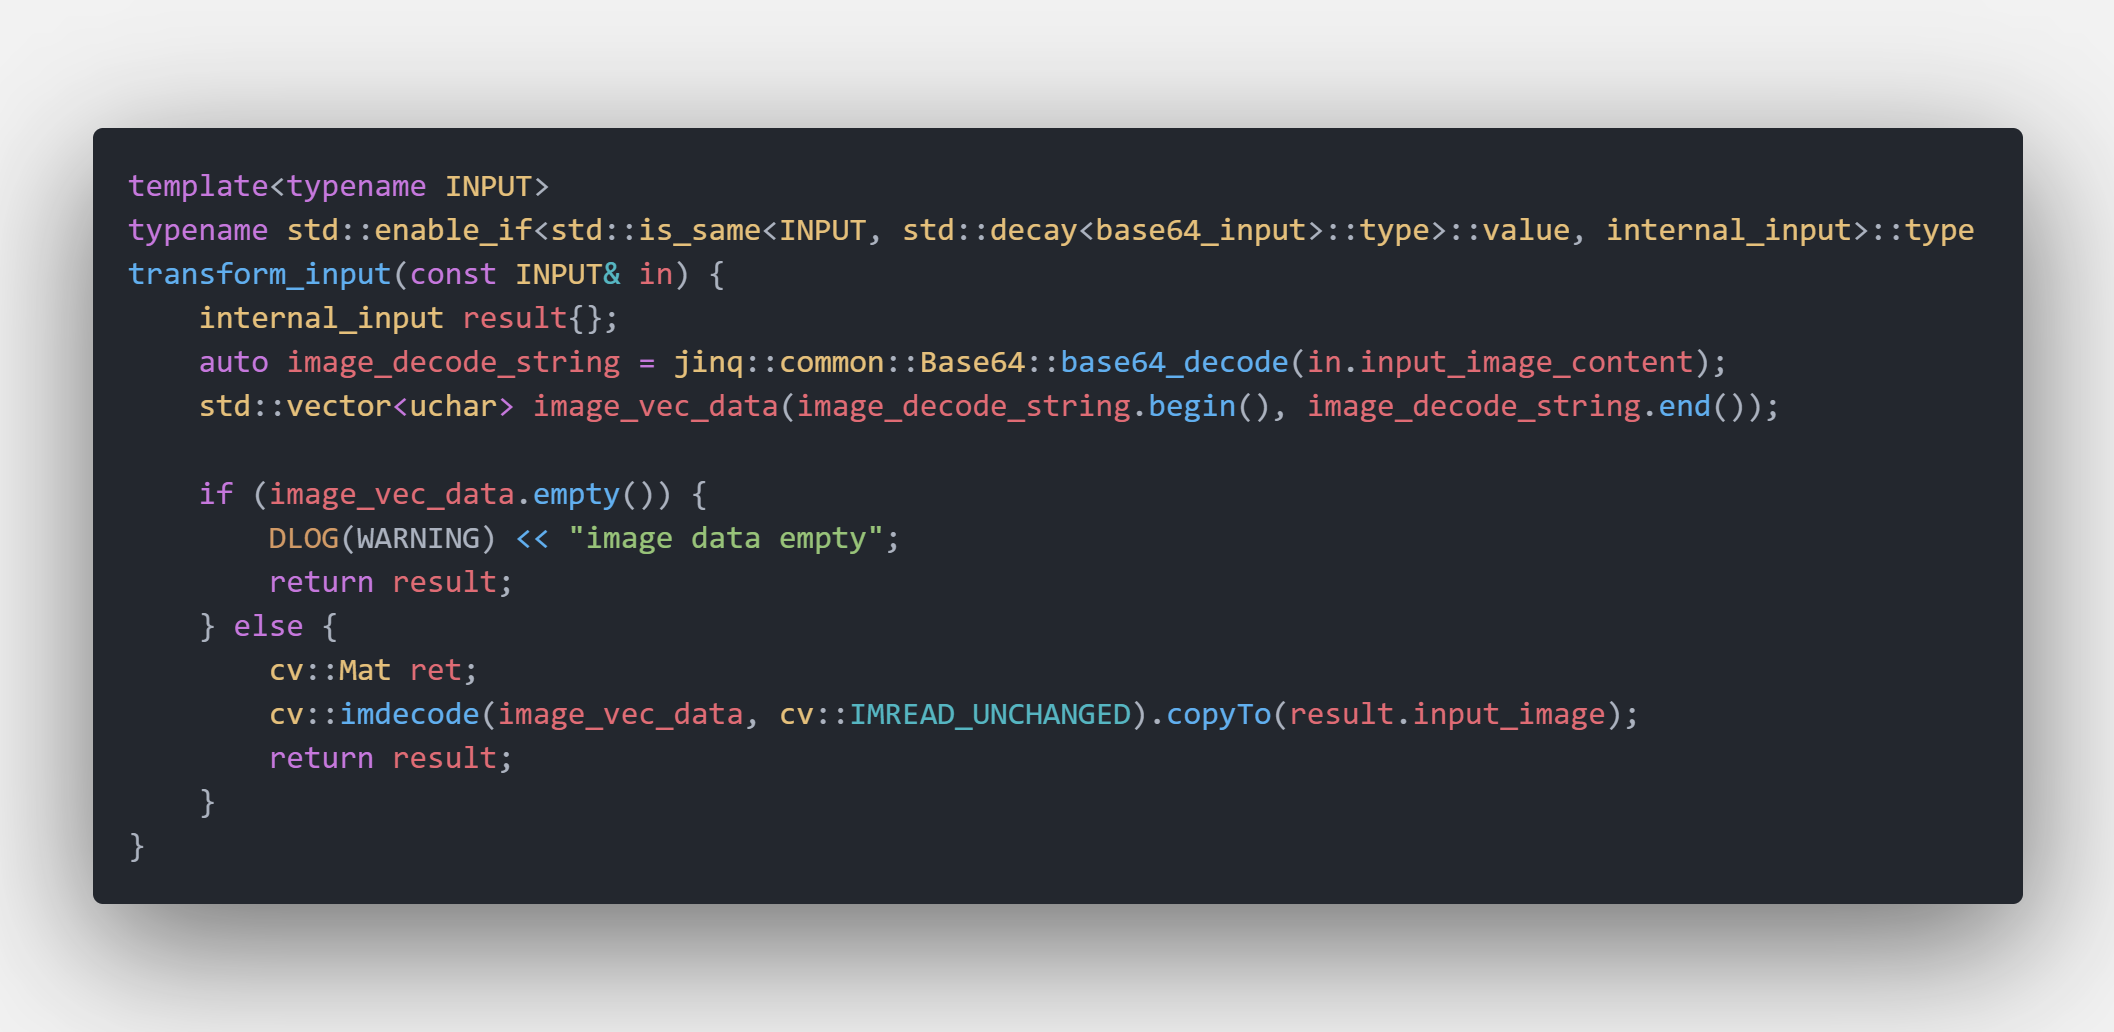 template<typename INPUT>
typename std::enable_if<std::is_same<INPUT, std::decay<base64_input>::type>::value, internal_input>::type
transform_input(const INPUT& in) {
    internal_input result{};
    auto image_decode_string = jinq::common::Base64::base64_decode(in.input_image_content);
    std::vector<uchar> image_vec_data(image_decode_string.begin(), image_decode_string.end());

    if (image_vec_data.empty()) {
        DLOG(WARNING) << "image data empty";
        return result;
    } else {
        cv::Mat ret;
        cv::imdecode(image_vec_data, cv::IMREAD_UNCHANGED).copyTo(result.input_image);
        return result;
    }
}